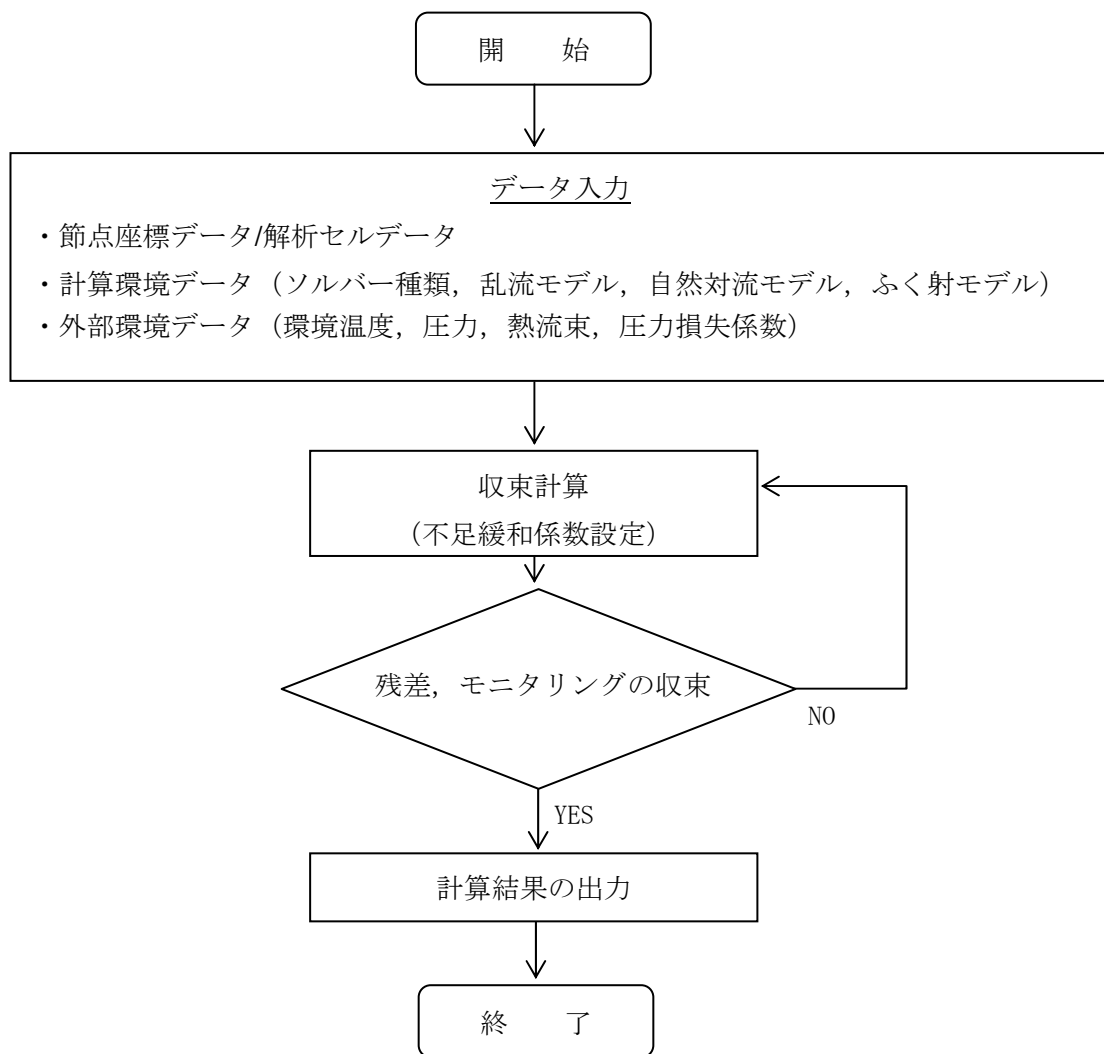 開　始
データ入力
・節点座標データ/解析セルデータ
・計算環境データ（ソルバー種類，乱流モデル，自然対流モデル，ふく射モデル）
・外部環境データ（環境温度，圧力，熱流束，圧力損失係数）
収束計算
（不足緩和係数設定）
残差，モニタリングの収束
NO
YES
計算結果の出力
終　了